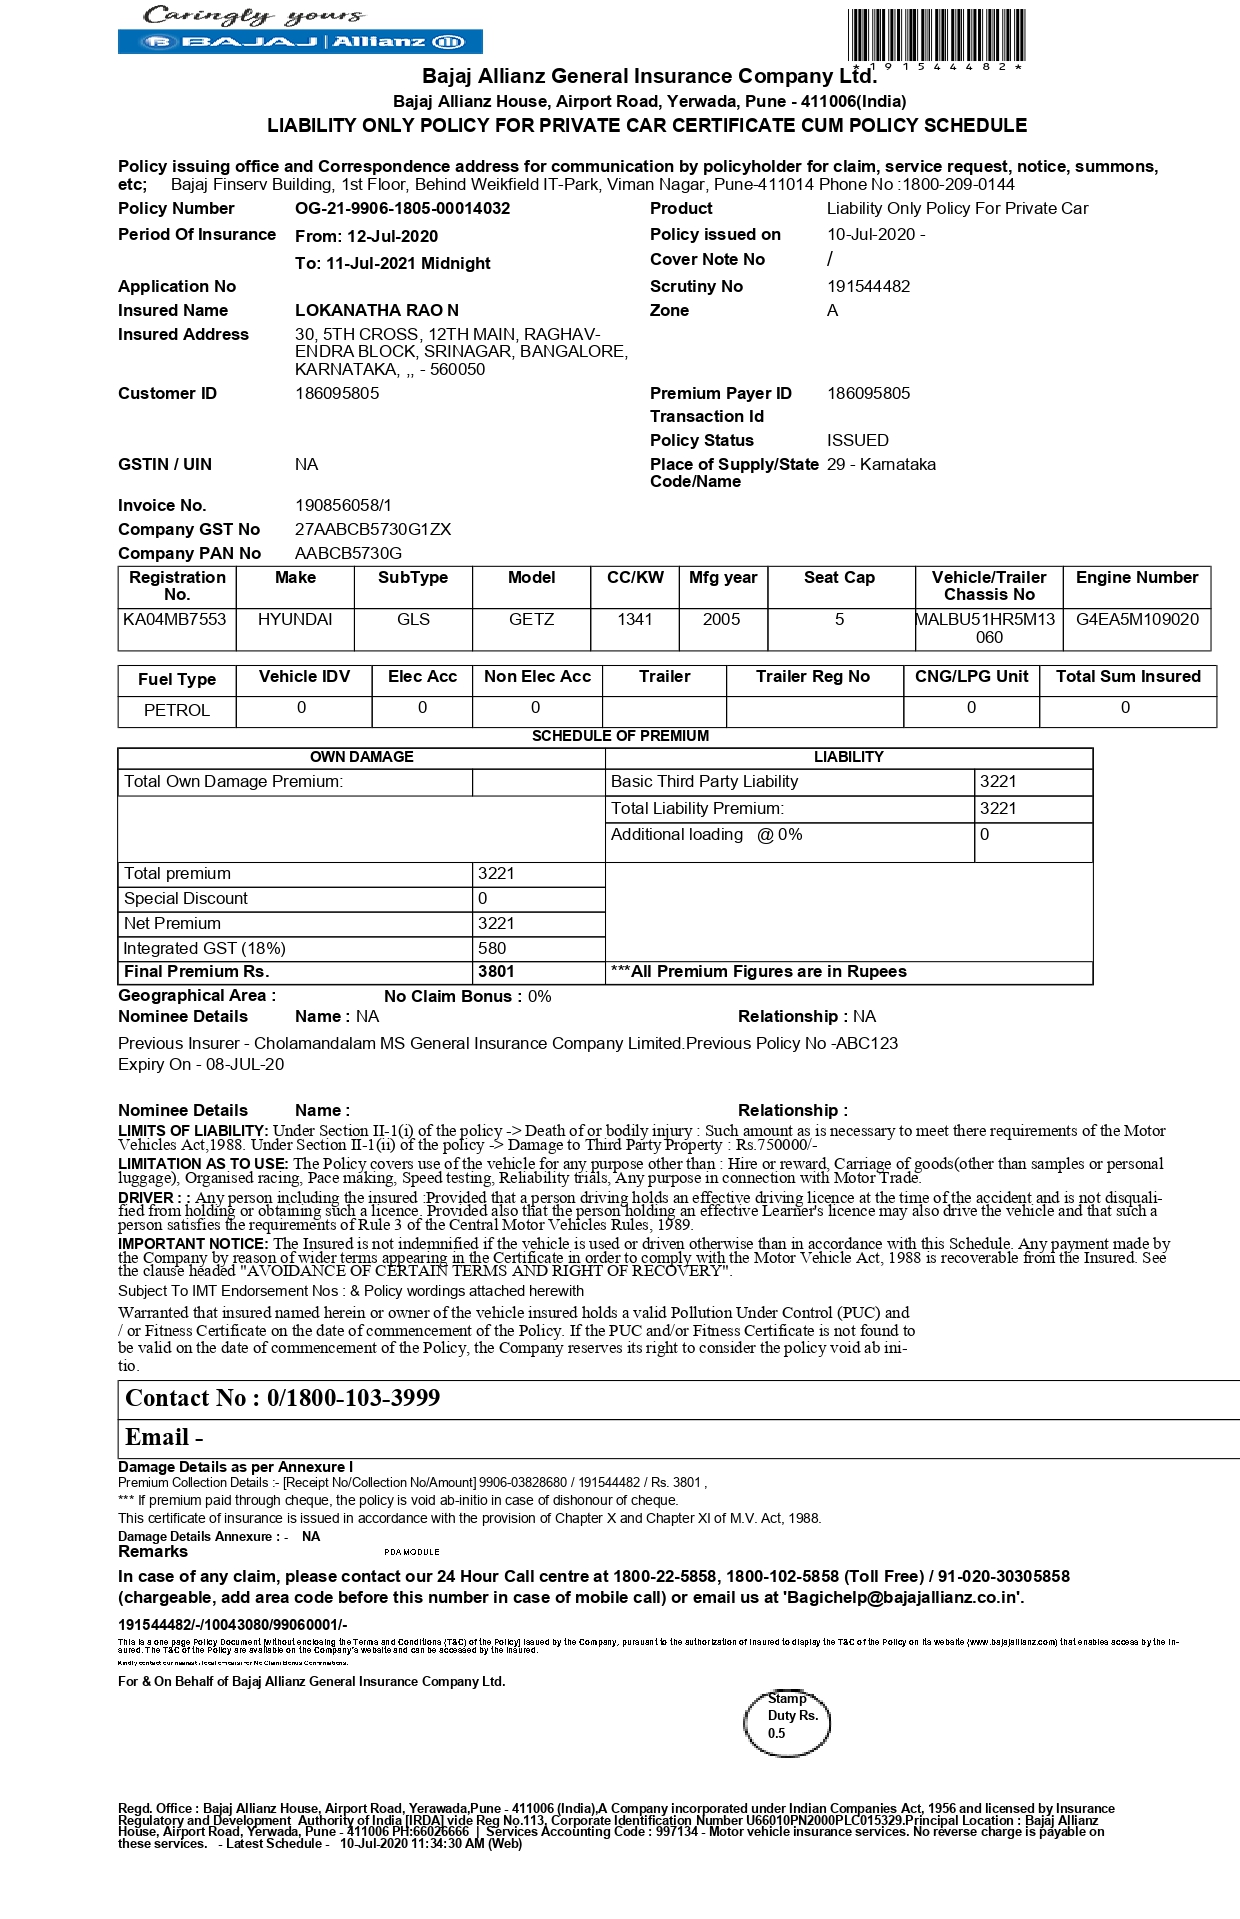 Caringly yours
BAJAJ | Allianz
*191544482*
Bajaj Allianz General Insurance Company Ltd.
Bajaj Allianz House, Airport Road, Yerwada, Pune - 411006(India)
LIABILITY ONLY POLICY FOR PRIVATE CAR CERTIFICATE CUM POLICY SCHEDULE
Policy issuing office and Correspondence address for communication by policyholder for claim, service request, notice, summons,
etc; Bajaj Finserv Building, 1st Floor, Behind Weikfield IT-Park, Viman Nagar, Pune-411014 Phone No :1800-209-0144
Policy Number OG-21-9906-1805-00014032 Product Liability Only Policy For Private Car
Period Of Insurance From: 12-Jul-2020 Policy issued on 10-Jul-2020 -
To: 11-Jul-2021 Midnight Cover Note No /
Application No Scrutiny No 191544482
Insured Name LOKANATHA RAO N Zone A
Insured Address 30, 5TH CROSS, 12TH MAIN, RAGHAV-
ENDRA BLOCK, SRINAGAR, BANGALORE,
KARNATAKA, ,, - 560050
Customer ID 186095805 Premium Payer ID 186095805
Transaction Id
Policy Status ISSUED
GSTIN / UIN NA Place of Supply/State 29 - Karnataka
Code/Name
Invoice No. 190856058/1
Company GST No 27AABCB5730G1ZX
Company PAN No AABCB5730G
Registration Make SubType Model CC/KW Mfg year Seat Cap Vehicle/Trailer Engine Number
No. Chassis No
KA04MB7553 HYUNDAI GLS GETZ 1341 2005 5 MALBU51HR5M13 G4EA5M109020
060
Fuel Type Vehicle IDV Elec Acc Non Elec Acc Trailer Trailer Reg No CNG/LPG Unit Total Sum Insured
PETROL 0 0 0 0 0
SCHEDULE OF PREMIUM
OWN DAMAGE LIABILITY
Total Own Damage Premium: Basic Third Party Liability 3221
Total Liability Premium: 3221
Additional loading @ 0% 0
Total premium 3221
Special Discount 0
Net Premium 3221
Integrated GST (18%) 580
Final Premium Rs. 3801 ***All Premium Figures are in Rupees
Geographical Area : No Claim Bonus : 0%
Nominee Details Name : NA Relationship : NA
Previous Insurer - Cholamandalam MS General Insurance Company Limited.Previous Policy No -ABC123
Expiry On - 08-JUL-20
Nominee Details Name : Relationship :
LIMITS OF LIABILITY: Under Section II-1(i) of the policy -> Death of or bodily injury : Such amount as is necessary to meet there requirements of the Motor
Vehicles Act,1988. Under Section II-1(ii) of the policy -> Damage to Third Party Property : Rs.750000/-
LIMITATION AS TO USE: The Policy covers use of the vehicle for any purpose other than : Hire or reward, Carriage of goods(other than samples or personal
luggage), Organised racing, Pace making, Speed testing, Reliability trials, Any purpose in connection with Motor Trade.
DRIVER : : Any person including the insured :Provided that a person driving holds an effective driving licence at the time of the accident and is not disquali-
fied from holding or obtaining such a licence. Provided also that the person holding an effective Learner's licence may also drive the vehicle and that such a
person satisfies the requirements of Rule 3 of the Central Motor Vehicles Rules, 1989.
IMPORTANT NOTICE: The Insured is not indemnified if the vehicle is used or driven otherwise than in accordance with this Schedule. Any payment made by
the Company by reason of wider terms appearing in the Certificate in order to comply with the Motor Vehicle Act, 1988 is recoverable from the Insured. See
the clause headed "AVOIDANCE OF CERTAIN TERMS AND RIGHT OF RECOVERY".
Subject To IMT Endorsement Nos : & Policy wordings attached herewith
Warranted that insured named herein or owner of the vehicle insured holds a valid Pollution Under Control (PUC) and
/ or Fitness Certificate on the date of commencement of the Policy. If the PUC and/or Fitness Certificate is not found to
be valid on the date of commencement of the Policy, the Company reserves its right to consider the policy void ab ini-
tio.
Contact No : 0/1800-103-3999
Email -
Damage Details as per Annexure I
Premium Collection Details :- [Receipt No/Collection No/Amount] 9906-03828680 / 191544482 / Rs. 3801 ,
*** If premium paid through cheque, the policy is void ab-initio in case of dishonour of cheque.
This certificate of insurance is issued in accordance with the provision of Chapter X and Chapter XI of M.V. Act, 1988.
Damage Details Annexure : - NA
Remarks PDA MODULE
In case of any claim, please contact our 24 Hour Call centre at 1800-22-5858, 1800-102-5858 (Toll Free) / 91-020-30305858
(chargeable, add area code before this number in case of mobile call) or email us at 'Bagichelp@bajajallianz.co.in'.
191544482/-/10043080/99060001/-
This is a one page Policy Document [without enclosing the Terms and Conditions (T&C) of the Policy] issued by the Company, pursuant to the authorization of insured to display the T&C of the Policy on its website (www.bajajallianz.com) that enables access by the in-
sured. The T&C of the Policy are available on the Company's website and can be accessed by the insured.
For & On Behalf of Bajaj Allianz General Insurance Company Ltd.
Stamp
Duty Rs.
0.5
Regd. Office : Bajaj Allianz House, Airport Road, Yerawada,Pune - 411006 (India),A Company incorporated under Indian Companies Act, 1956 and licensed by Insurance
Regulatory and Development Authority of India [IRDA] vide Reg No.113, Corporate Identification Number U66010PN2000PLC015329.Principal Location : Bajaj Allianz
House, Airport Road, Yerwada, Pune - 411006 PH:66026666 | Services Accounting Code : 997134 - Motor vehicle insurance services. No reverse charge is payable on
these services. - Latest Schedule - 10-Jul-2020 11:34:30 AM (Web)